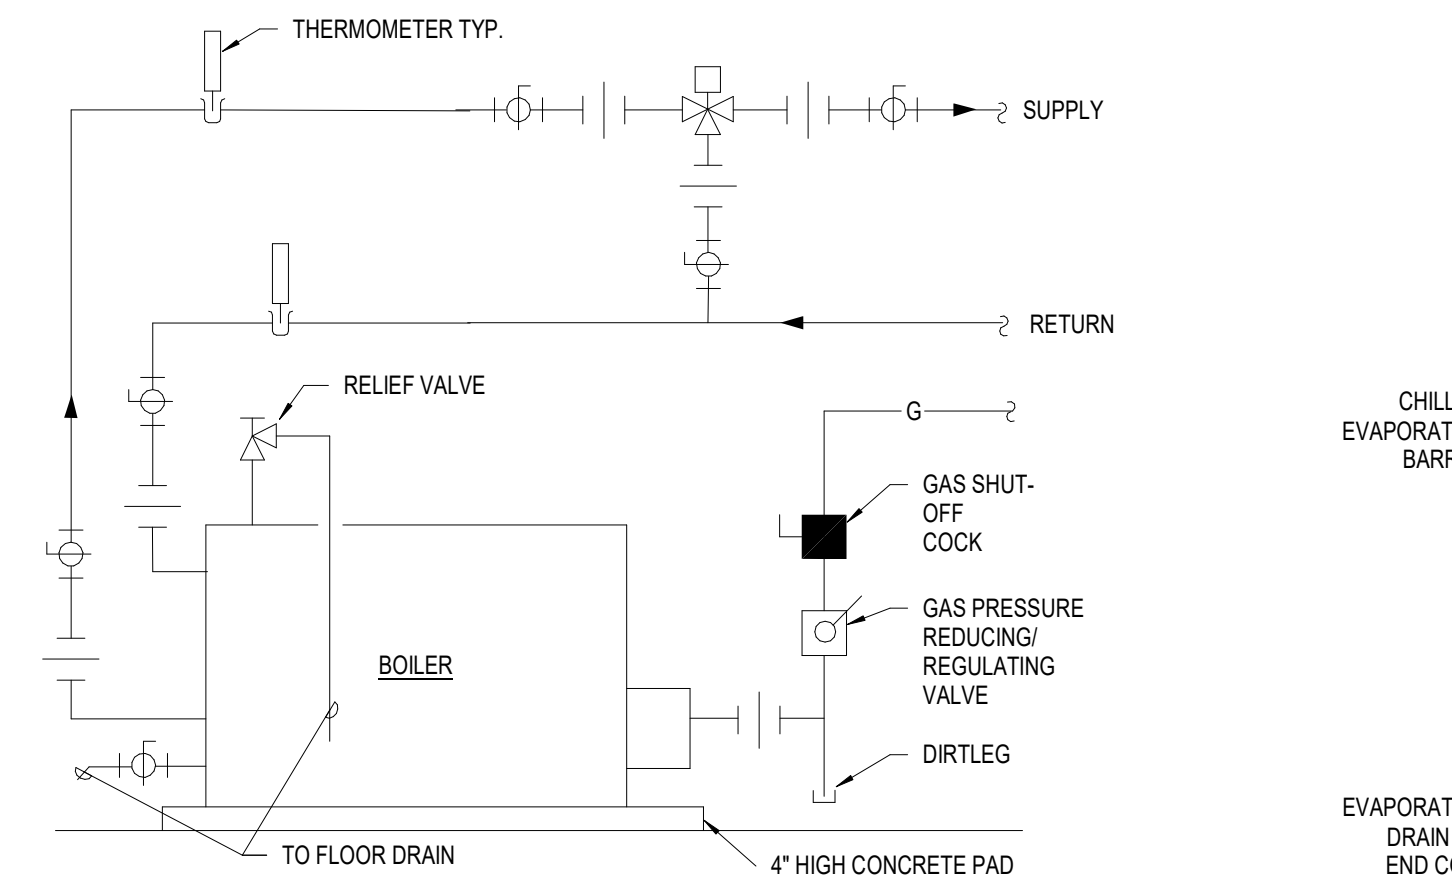 THERMOMETER TYP.
SUPPLY
RETURN
RELIEF VALVE
G
GAS SHUT-
OFF
COCK
GAS PRESSURE
REDUCING/
REGULATING
VALVE
BOILER
DIRTLEG
TO FLOOR DRAIN
4" HIGH CONCRETE PAD
CHILL
EVAPORAT
BARR
EVAPORAT
DRAIN
END CO